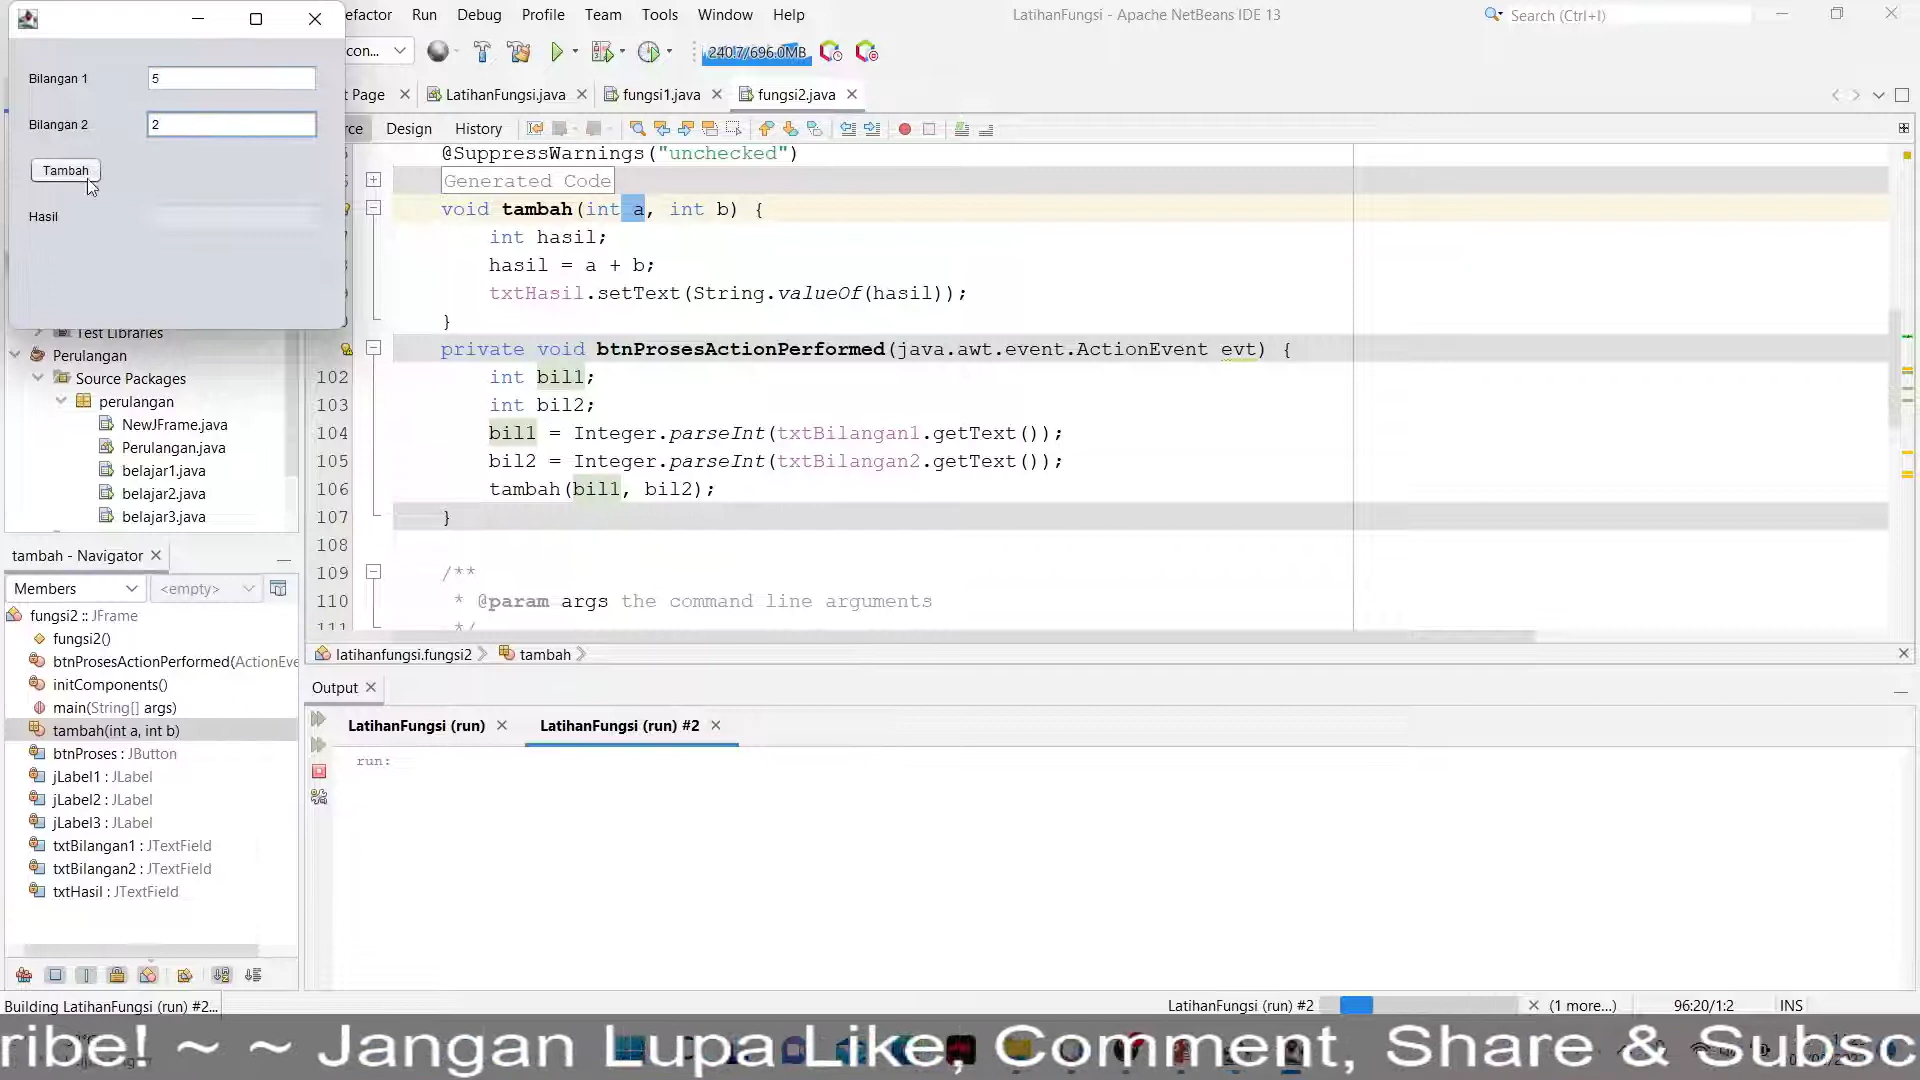 efactor Run Debug Profile Team Tools Window Help LatihanFungsi - Apache NetBeans IDE 13 Search (Ctrl+I)
con... 240.7/696.0MB
Bilangan 1 5
Bilangan 2 2
Tambah
Hasil
t Page LatihanFungsi.java fungsi1.java fungsi2.java
rce Design History
@SuppressWarnings("unchecked")
Generated Code
void tambah(int a, int b) {
int hasil;
hasil = a + b;
txtHasil.setText(String.valueOf(hasil));
}
private void btnProsesActionPerformed(java.awt.event.ActionEvent evt) {
102 int bil1;
103 int bil2;
104 bil1 = Integer.parseInt(txtBilangan1.getText());
105 bil2 = Integer.parseInt(txtBilangan2.getText());
106 tambah(bil1, bil2);
107 }
108
109 /**
110 * @param args the command line arguments
111 */
latihanfungsi.fungsi2 tambah
Test Libraries
Perulangan
Source Packages
perulangan
NewJFrame.java
Perulangan.java
belajar1.java
belajar2.java
belajar3.java
tambah - Navigator
Members <empty>
fungsi2 :: JFrame
fungsi2()
btnProsesActionPerformed(ActionEve
initComponents()
main(String[] args)
tambah(int a, int b)
btnProses : JButton
jLabel1 : JLabel
jLabel2 : JLabel
jLabel3 : JLabel
txtBilangan1 : JTextField
txtBilangan2 : JTextField
txtHasil : JTextField
Output
LatihanFungsi (run) LatihanFungsi (run) #2
run:
Building LatihanFungsi (run) #2... LatihanFungsi (run) #2 (1 more...) 96:20/1:2 INS
ribe! ~ ~ Jangan Lupa Like, Comment, Share & Subsc